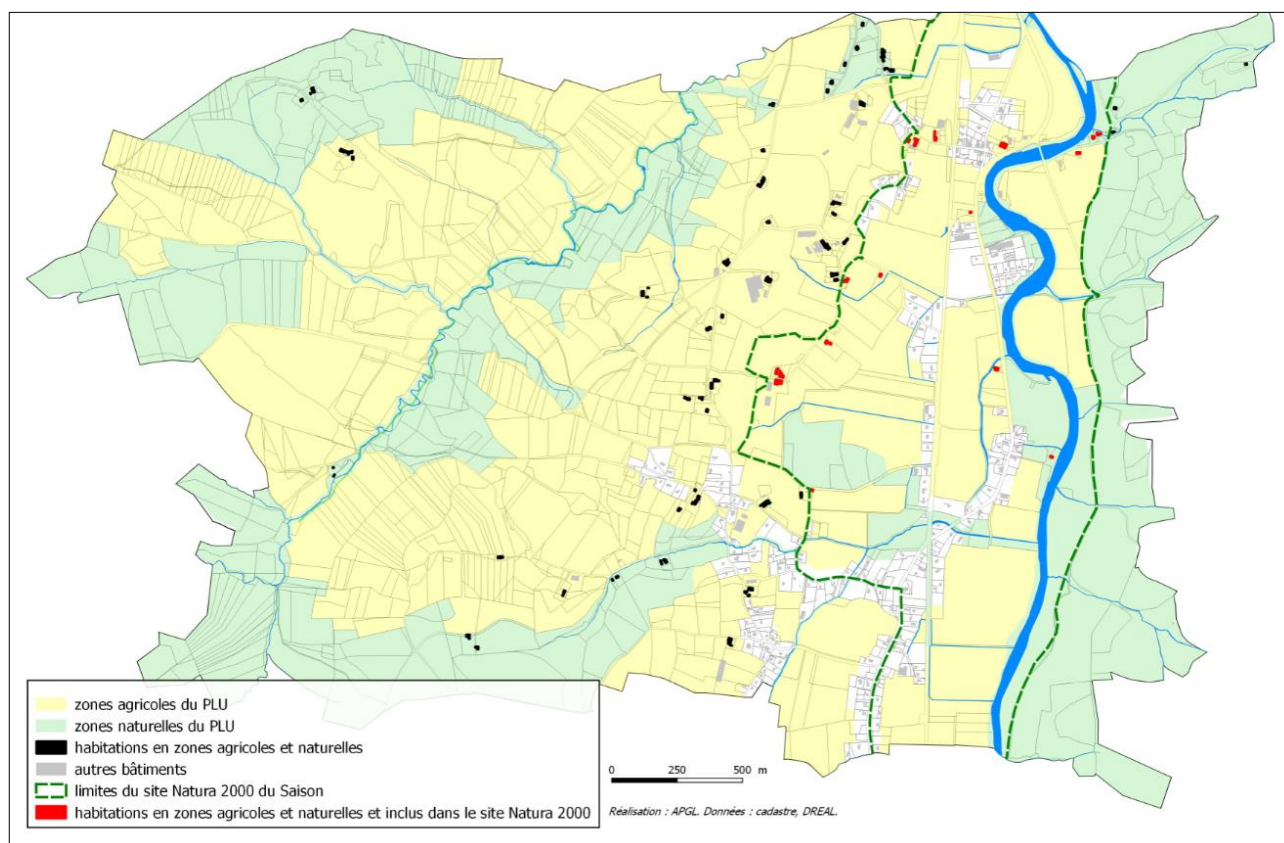 zones agricoles du PLU
zones naturelles du PLU
habitations en zones agricoles et naturelles
autres bâtiments
limites du site Natura 2000 du Saison
habitations en zones agricoles et naturelles et inclus dans le site Natura 2000
0 250 500 m
Réalisation : APGL. Données : cadastre, DREAL.